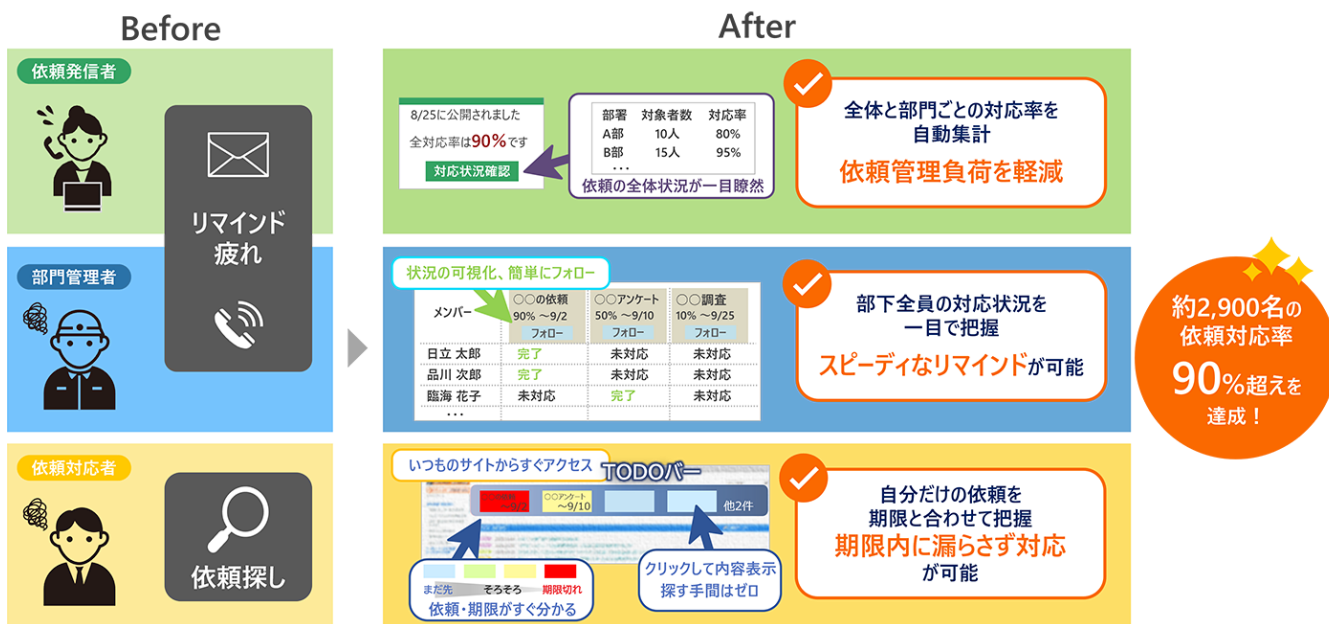 Before
After
依頼発信者
リマインド
疲れ
部門管理者
依頼対応者
依頼探し
8/25に公開されました
全対応率は90%です
対応状況確認
部署 対象者数 対応率
A部 10人 80%
B部 15人 95%
・・・
依頼の全体状況が一目瞭然
全体と部門ごとの対応率を
自動集計
依頼管理負荷を軽減
状況の可視化、簡単にフォロー
メンバー
○○の依頼 ○○アンケート ○○調査
90% ～9/2 50% ～9/10 10% ～9/25
フォロー フォロー フォロー
日立 太郎 完了 未対応 未対応
品川 次郎 完了 未対応 未対応
臨海 花子 未対応 完了 未対応
・・・
部下全員の対応状況を
一目で把握
スピーディなリマインドが可能
いつものサイトからすぐアクセス
TODOバー
○○アンケート
～9/10
他2件
まだ先 そろそろ 期限切れ
依頼・期限がすぐ分かる
クリックして内容表示
探す手間はゼロ
自分だけの依頼を
期限と合わせて把握
期限内に漏らさず対応
が可能
約2,900名の
依頼対応率
90%超えを
達成！